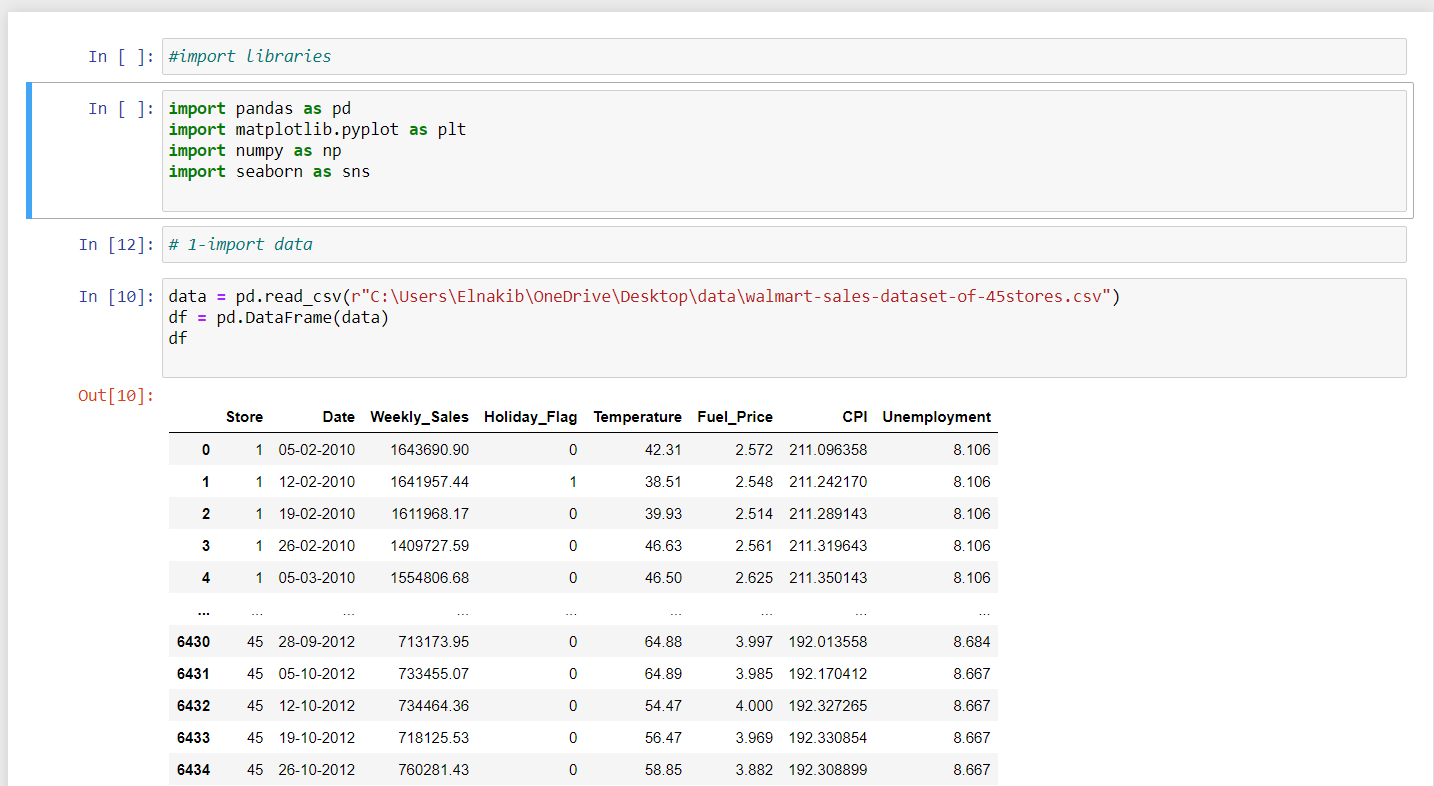 In [ ]: #import libraries
In [ ]: import pandas as pd
import matplotlib.pyplot as plt
import numpy as np
import seaborn as sns
In [12]: # 1-import data
In [10]: data = pd.read_csv(r"C:\Users\Elnakib\OneDrive\Desktop\data\walmart-sales-dataset-of-45stores.csv")
df = pd.DataFrame(data)
df
Out[10]:
Store Date Weekly_Sales Holiday_Flag Temperature Fuel_Price CPI Unemployment
0 1 05-02-2010 1643690.90 0 42.31 2.572 211.096358 8.106
1 1 12-02-2010 1641957.44 1 38.51 2.548 211.242170 8.106
2 1 19-02-2010 1611968.17 0 39.93 2.514 211.289143 8.106
3 1 26-02-2010 1409727.59 0 46.63 2.561 211.319643 8.106
4 1 05-03-2010 1554806.68 0 46.50 2.625 211.350143 8.106
... ... ... ... ... ... ... ... ...
6430 45 28-09-2012 713173.95 0 64.88 3.997 192.013558 8.684
6431 45 05-10-2012 733455.07 0 64.89 3.985 192.170412 8.667
6432 45 12-10-2012 734464.36 0 54.47 4.000 192.327265 8.667
6433 45 19-10-2012 718125.53 0 56.47 3.969 192.330854 8.667
6434 45 26-10-2012 760281.43 0 58.85 3.882 192.308899 8.667